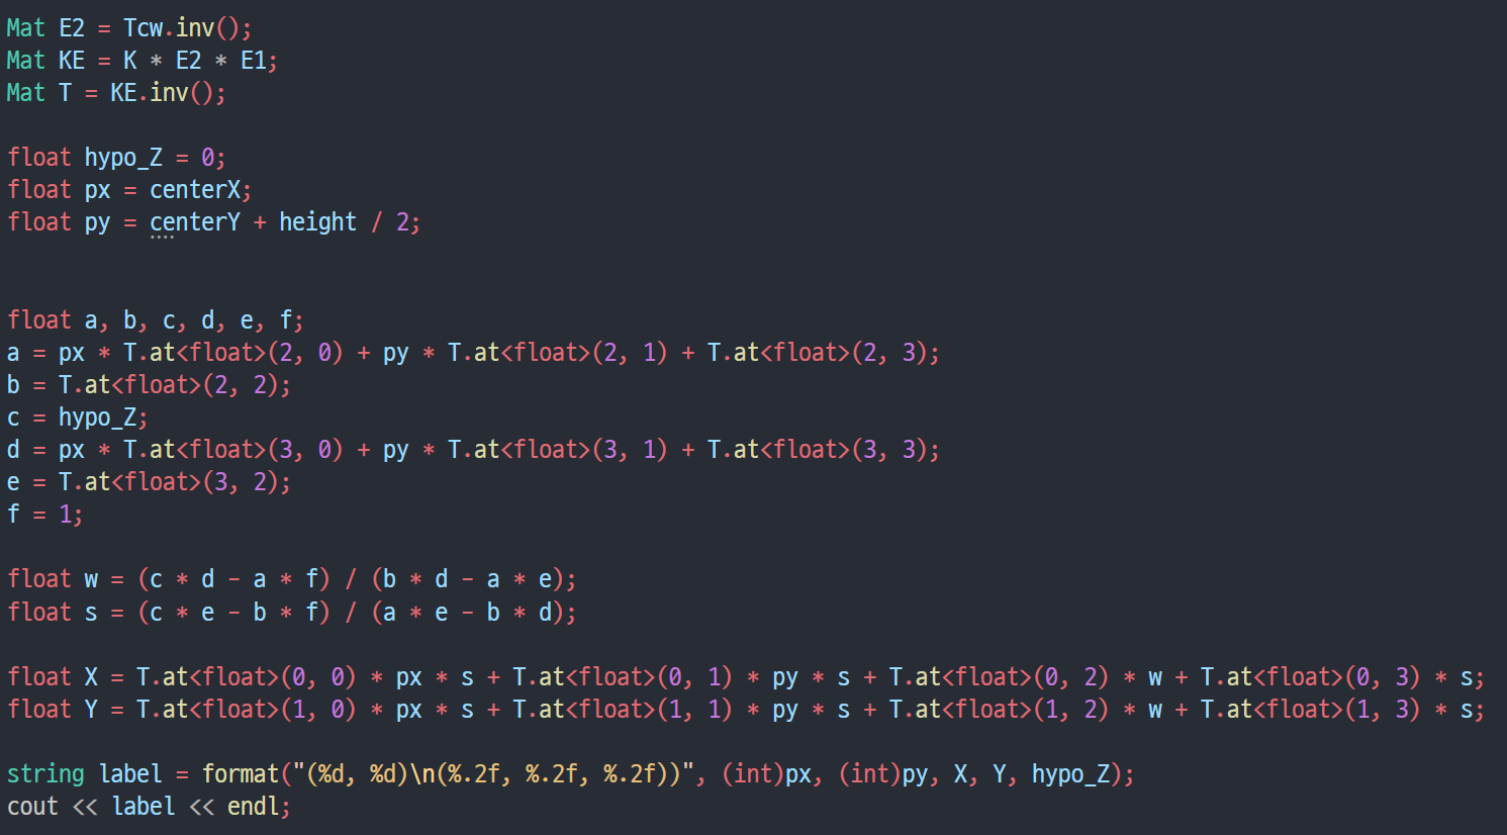 Mat E2 = Tcw.inv();
Mat KE = K * E2 * E1;
Mat T = KE.inv();
float hypo_Z = 0;
float px = centerX;
float py = centerY + height / 2;
float a, b, c, d, e, f;
a = px * T.at<float>(2, 0) + py * T.at<float>(2, 1) + T.at<float>(2, 3);
b = T.at<float>(2, 2);
c = hypo_Z;
d = px * T.at<float>(3, 0) + py * T.at<float>(3, 1) + T.at<float>(3, 3);
e = T.at<float>(3, 2);
f = 1;
float w = (c * d - a * f) / (b * d - a * e);
float s = (c * e - b * f) / (a * e - b * d);
float X = T.at<float>(0, 0) * px * s + T.at<float>(0, 1) * py * s + T.at<float>(0, 2) * w + T.at<float>(0, 3) * s;
float Y = T.at<float>(1, 0) * px * s + T.at<float>(1, 1) * py * s + T.at<float>(1, 2) * w + T.at<float>(1, 3) * s;
string label = format("(%d, %d)\n(%.2f, %.2f, %.2f))", (int)px, (int)py, X, Y, hypo_Z);
cout << label << endl;